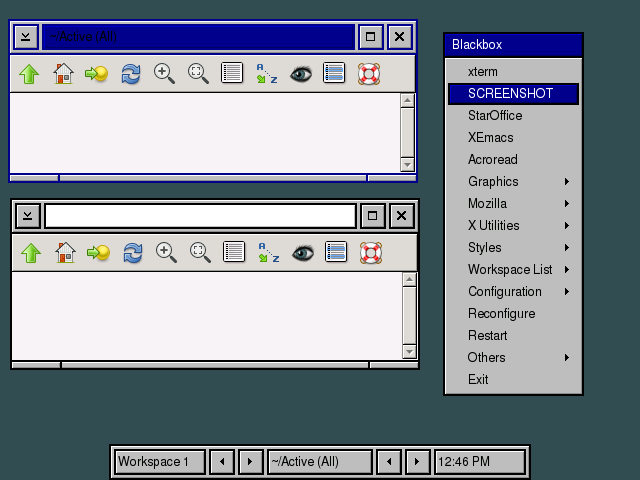 ~/Active (All)
Blackbox
xterm
SCREENSHOT
StarOffice
XEmacs
Acroread
Graphics
Mozilla
X Utilities
Styles
Workspace List
Configuration
Reconfigure
Restart
Others
Exit
A
Z
A
Z
Workspace 1
~/Active (All)
12:46 PM